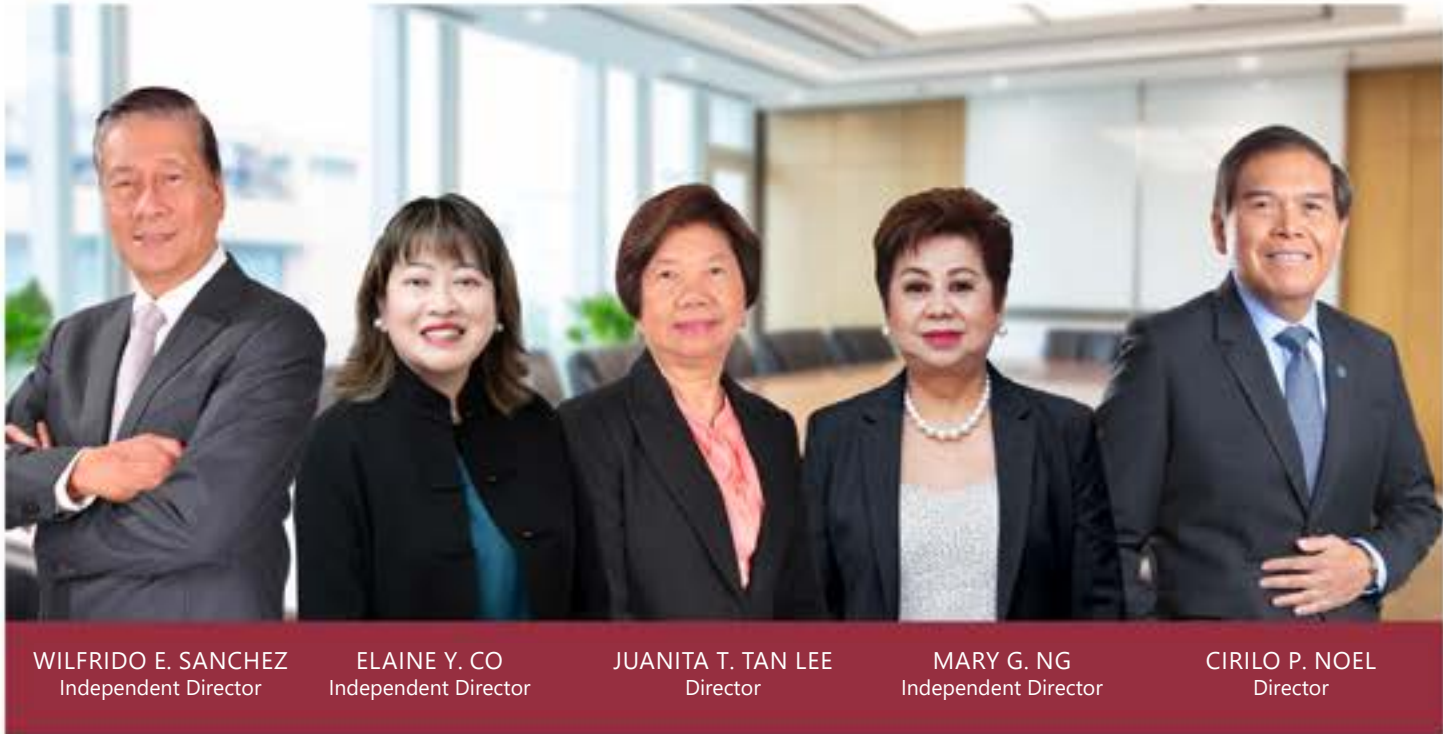 WILFRIDO E. SANCHEZ
Independent Director
ELAINE Y. CO
Independent Director
JUANITA T. TAN LEE
Director
MARY G. NG
Independent Director
CIRILO P. NOEL
Director